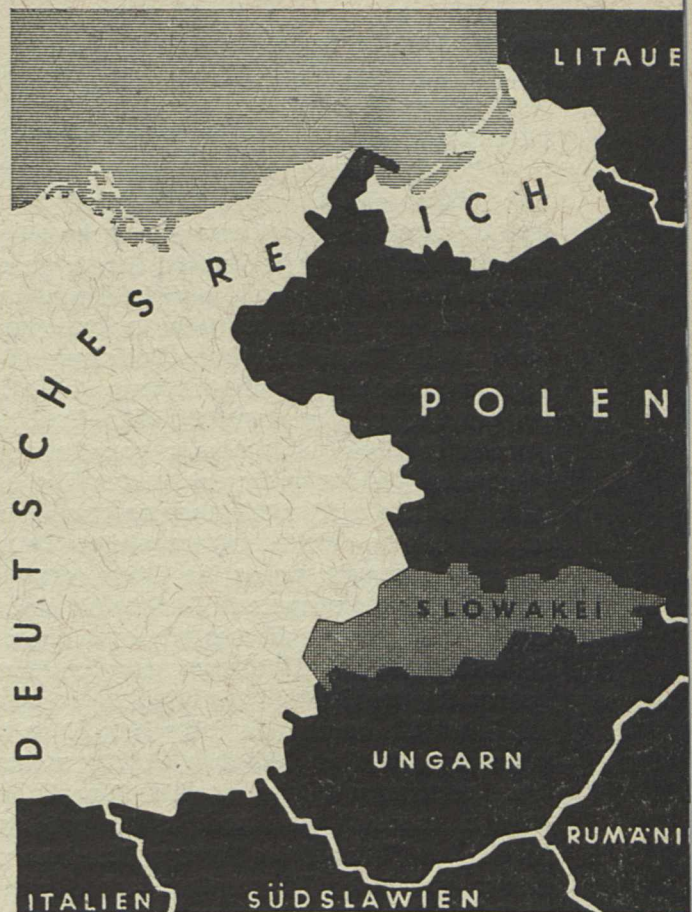 LITAUE
DEUTSCHES REICH
POLEN
SLOWAKEI
UNGARN
RUMÄNI
ITALIEN
SÜDSLAWIEN